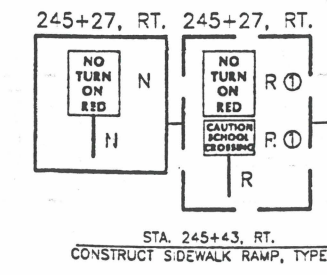 245+27, RT. 245+27, RT.
NO
TURN
ON
RED
N
N
NO
TURN
ON
RED
R ①
CAUTION
SCHOOL
CROSSING
R ①
R
STA. 245+43, RT.
CONSTRUCT SIDEWALK RAMP, TYPE